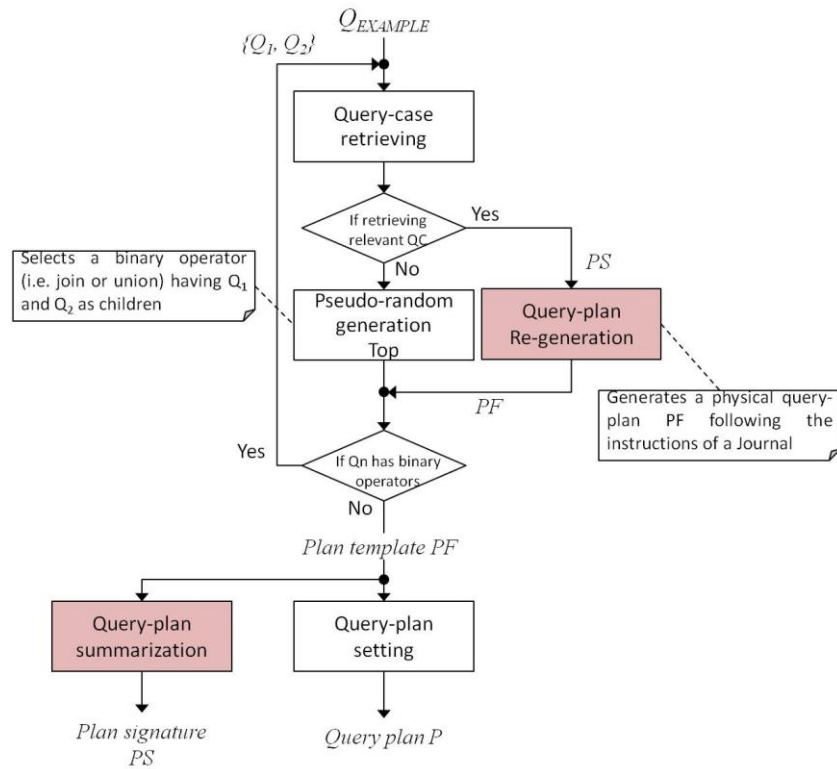 Q_EXAMPLE
{Q₁, Q₂}
Query-case
retrieving
If retrieving
relevant QC
Yes
No
PS
Selects a binary operator
(i.e. join or union) having Q₁
and Q₂ as children
Pseudo-random
generation
Top
Query-plan
Re-generation
PF
Generates a physical query-
plan PF following the
instructions of a Journal
Yes
If Qn has binary
operators
No
Plan template PF
Query-plan
summarization
Query-plan
setting
Plan signature
PS
Query plan P